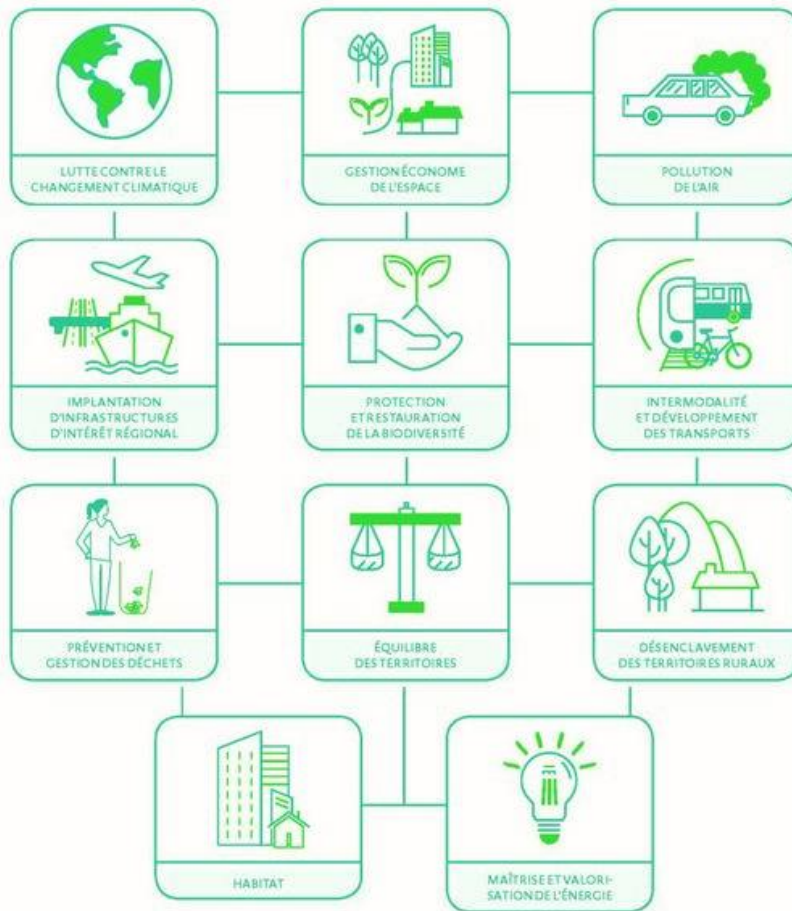 LUTTE CONTRE LE
CHANGEMENT CLIMATIQUE
GESTION ÉCONOME
DE L'ESPACE
POLLUTION
DE L'AIR
IMPLANTATION
D'INFRASTRUCTURES
D'INTÉRÊT RÉGIONAL
PROTECTION
ET RESTAURATION
DE LA BIODIVERSITÉ
INTERMODALITÉ
ET DÉVELOPPEMENT
DES TRANSPORTS
PRÉVENTION ET
GESTION DES DÉCHETS
ÉQUILIBRE
DES TERRITOIRES
DÉSENCLAVEMENT
DES TERRITOIRES RURAUX
HABITAT
MAÎTRISE ET VALORI-
SATION DE L'ÉNERGIE